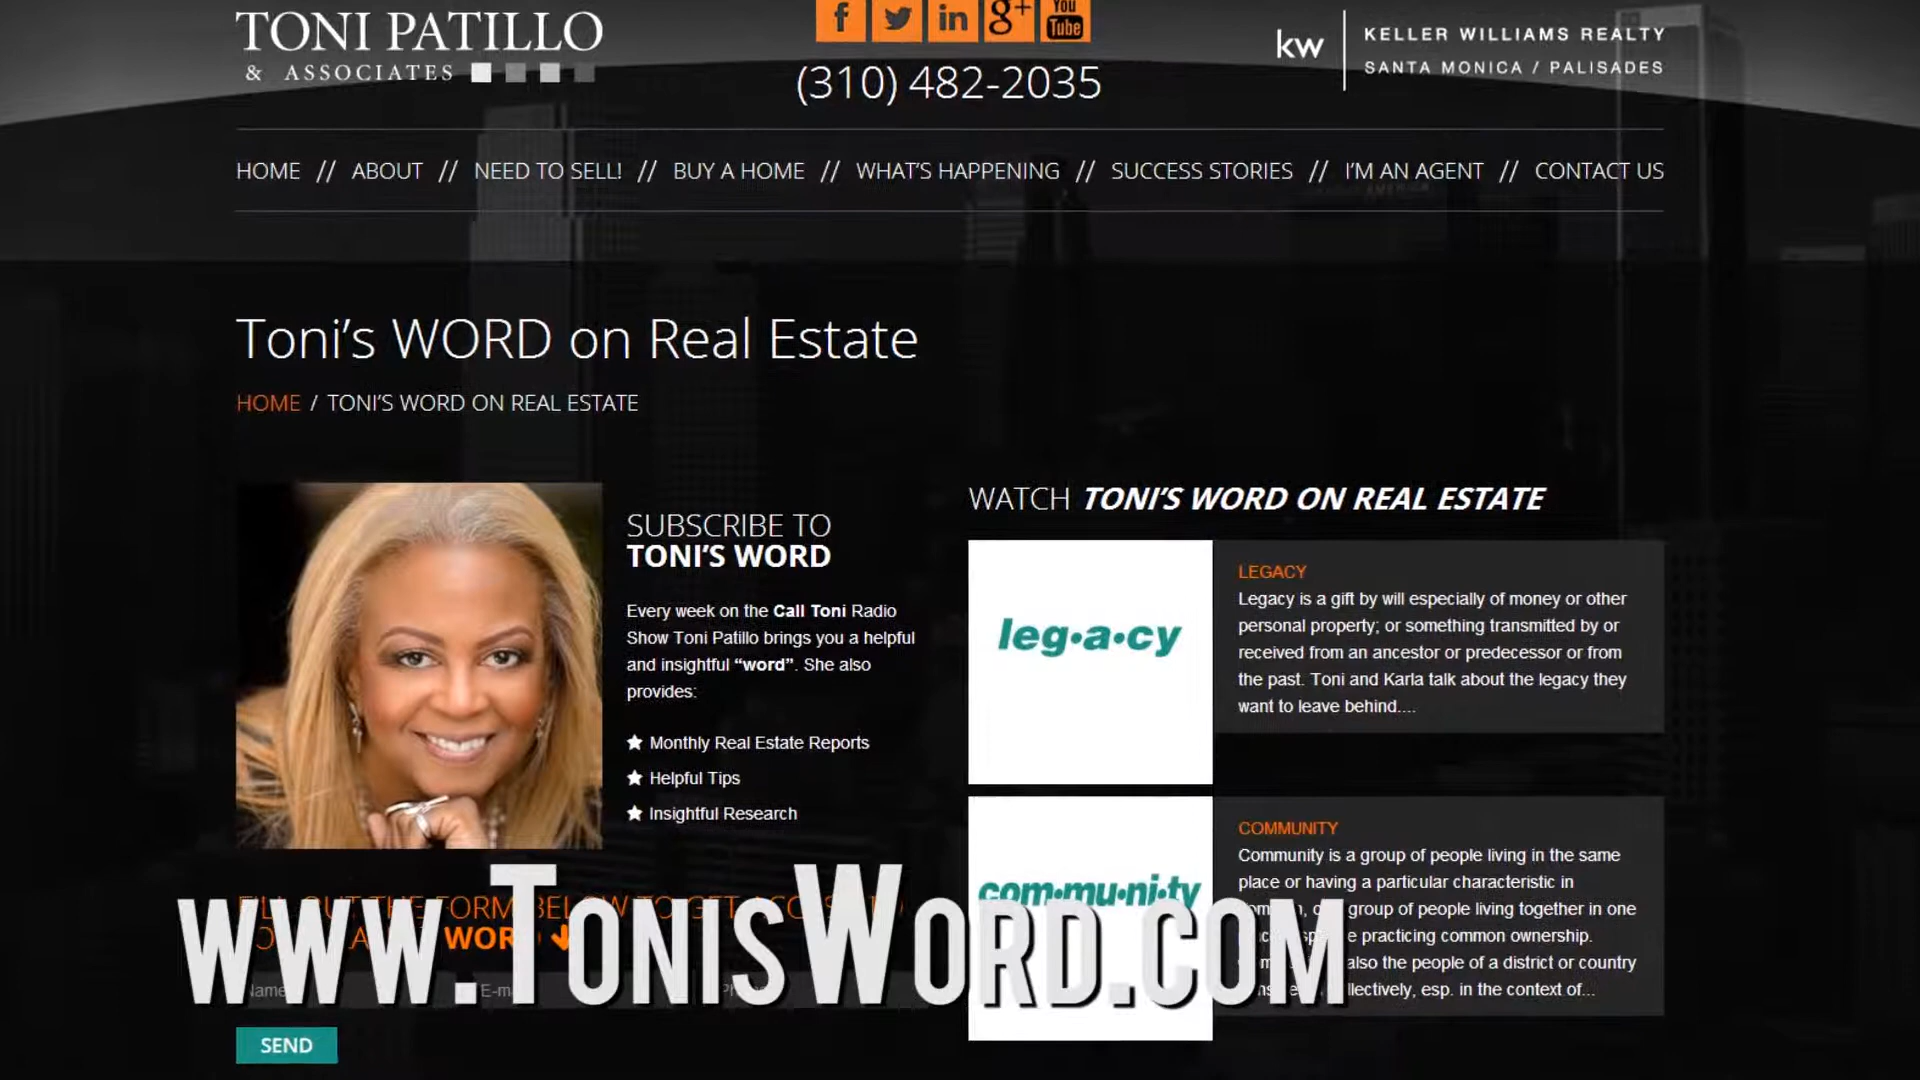 TONI PATILLO
& ASSOCIATES
f
in
g+
You
Tube
(310) 482-2035
kw
KELLER WILLIAMS REALTY
SANTA MONICA / PALISADES
HOME // ABOUT // NEED TO SELL! // BUY A HOME // WHAT'S HAPPENING // SUCCESS STORIES // I'M AN AGENT // CONTACT US
Toni's WORD on Real Estate
HOME / TONI'S WORD ON REAL ESTATE
SUBSCRIBE TO
TONI'S WORD
Every week on the Call Toni Radio
Show Toni Patillo brings you a helpful
and insightful "word". She also
provides:
Monthly Real Estate Reports
Helpful Tips
Insightful Research
WATCH TONI'S WORD ON REAL ESTATE
leg•a•cy
LEGACY
Legacy is a gift by will especially of money or other
personal property; or something transmitted by or
received from an ancestor or predecessor or from
the past. Toni and Karla talk about the legacy they
want to leave behind....
com•mu•ni•ty
COMMUNITY
Community is a group of people living in the same
place or having a particular characteristic in
group of people living together in one
practicing common ownership.
also the people of a district or country
esp. in the context of...
FORM BELOW TO GET
WORD
Name
www.TonisWord.com
SEND